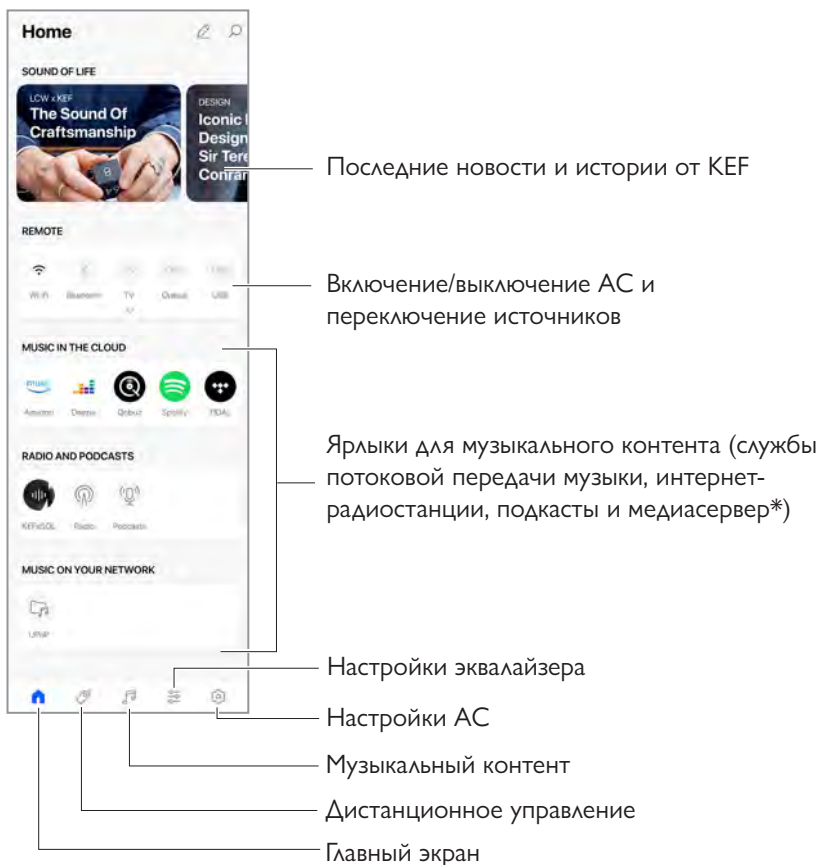 Home
SOUND OF LIFE
LCW x KEF
The Sound Of
Craftsmanship
DESIGN
Iconic
Design
Sir Tere
Conran
Последние новости и истории от KEF
REMOTE
Wi-Fi Bluetooth TV Optical USB
Включение/выключение АС и
переключение источников
MUSIC IN THE CLOUD
Amazon Deezer Qobuz Spotify TIDAL
Ярлыки для музыкального контента (службы
потоковой передачи музыки, интернет-
радиостанции, подкасты и медиасервер*)
RADIO AND PODCASTS
KEFxSOL Radio Podcasts
MUSIC ON YOUR NETWORK
UPnP
Настройки эквалайзера
Настройки АС
Музыкальный контент
Дистанционное управление
Главный экран